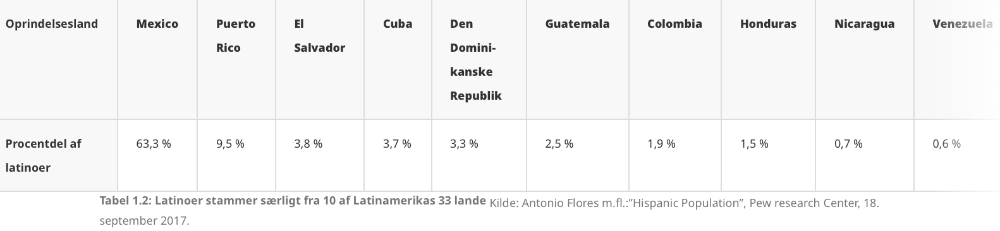 Oprindelsesland Mexico Puerto El Cuba Den Guatemala Colombia Honduras Nicaragua Venezuela
Rico Salvador Domini-
kanske
Republik
Procentdel af 63,3 % 9,5 % 3,8 % 3,7 % 3,3 % 2,5 % 1,9 % 1,5 % 0,7 % 0,6 %
latinoer
Tabel 1.2: Latinoer stammer særligt fra 10 af Latinamerikas 33 lande Kilde: Antonio Flores m.fl.:”Hispanic Population”, Pew research Center, 18.
september 2017.